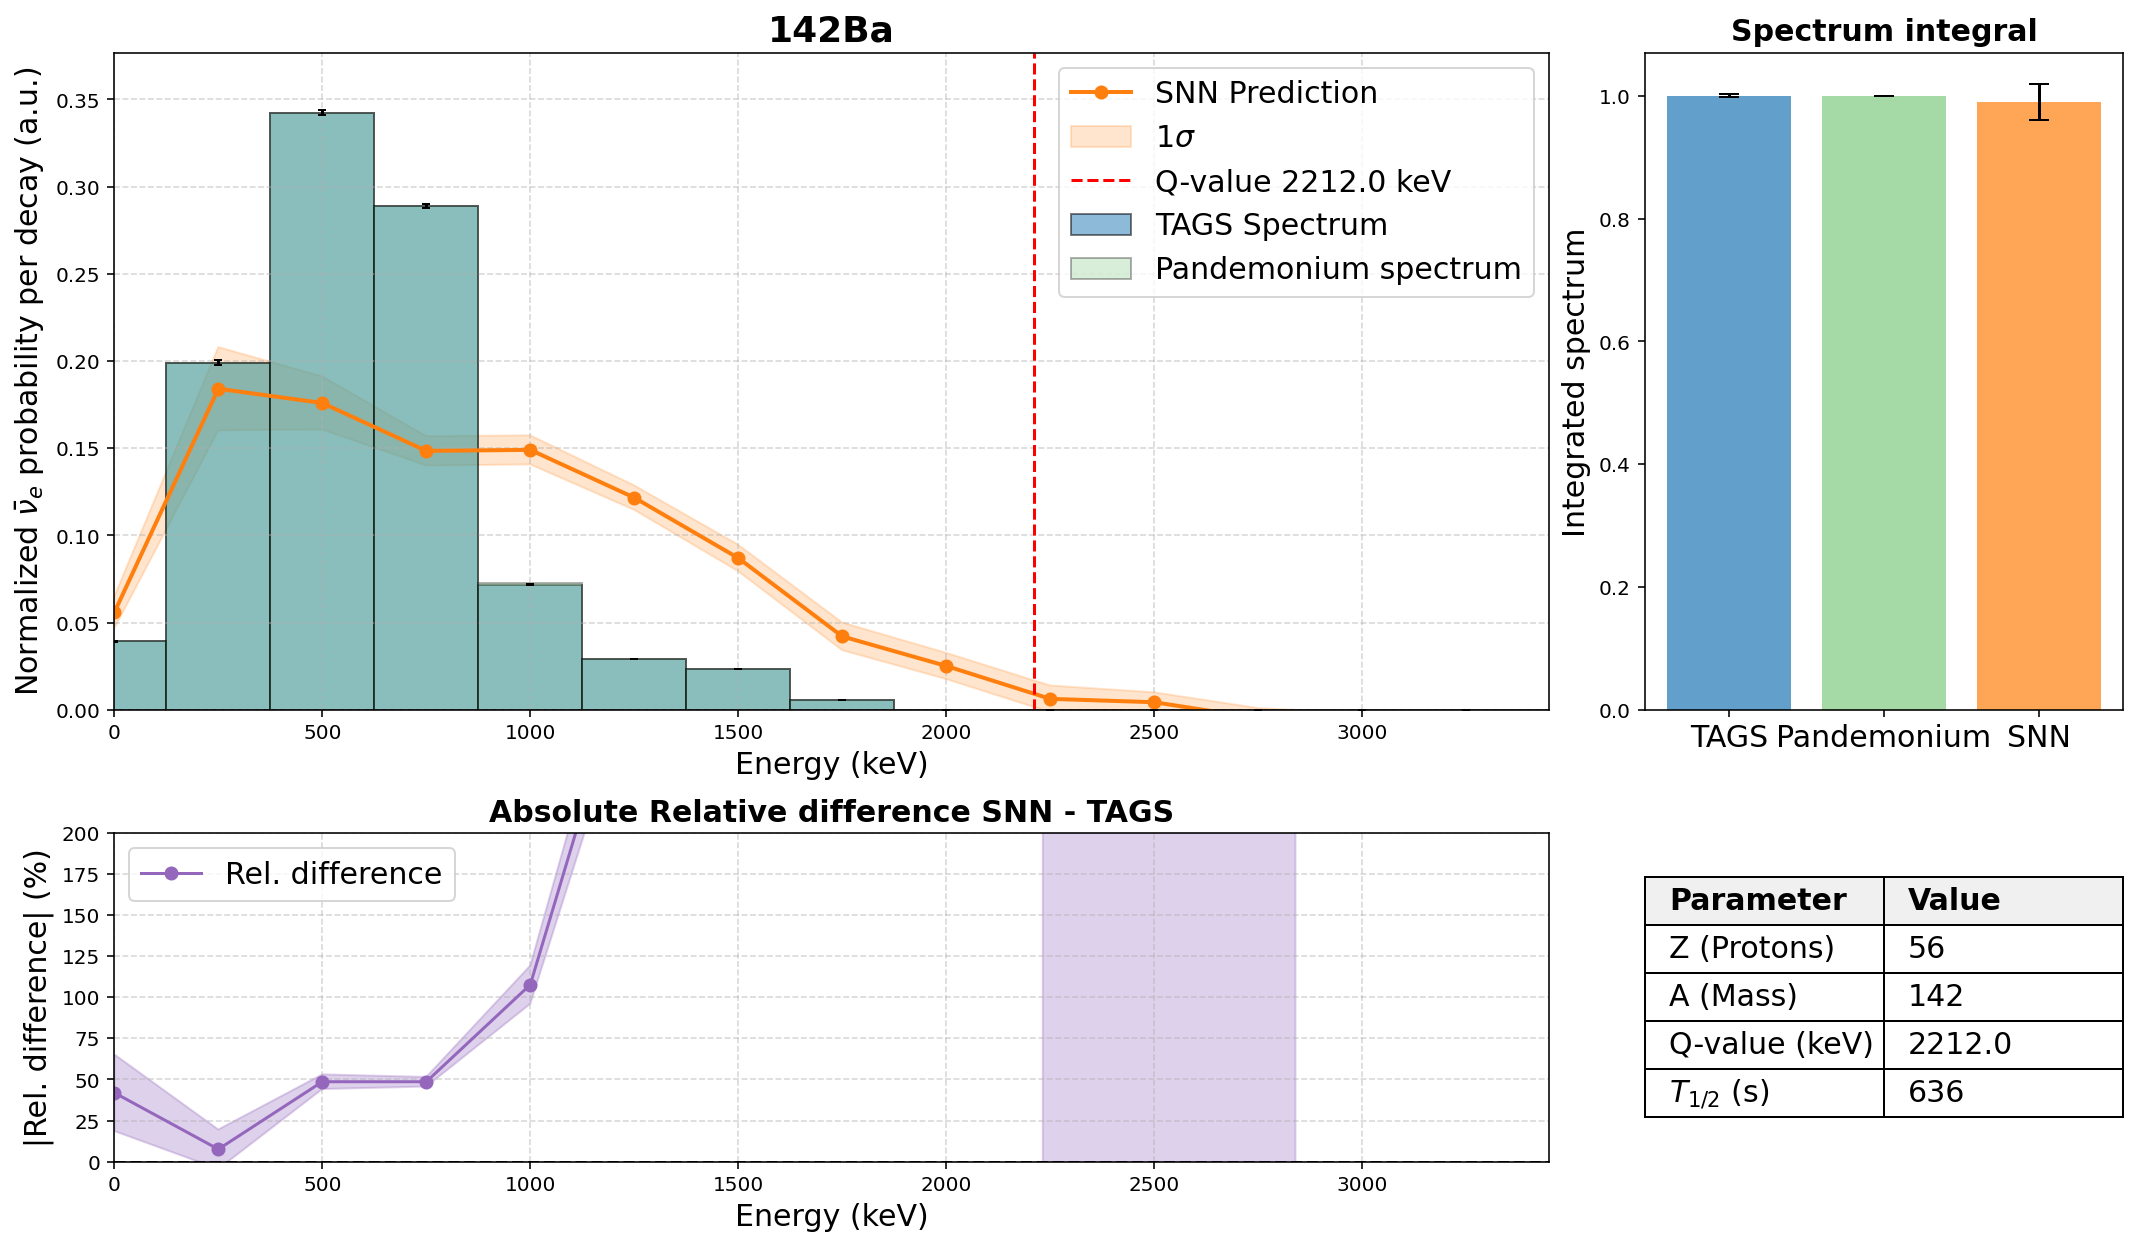 142Ba
Normalized ν̄e probability per decay (a.u.)
0.35
0.30
0.25
0.20
0.15
0.10
0.05
0.00
0 500 1000 1500 2000 2500 3000
Energy (keV)
SNN Prediction
1σ
Q-value 2212.0 keV
TAGS Spectrum
Pandemonium spectrum
Spectrum integral
Integrated spectrum
1.0
0.8
0.6
0.4
0.2
0.0
TAGS Pandemonium SNN
Absolute Relative difference SNN - TAGS
|Rel. difference| (%)
200
175
150
125
100
75
50
25
0
0 500 1000 1500 2000 2500 3000
Energy (keV)
Rel. difference
Parameter Value
Z (Protons) 56
A (Mass) 142
Q-value (keV) 2212.0
T1/2 (s) 636